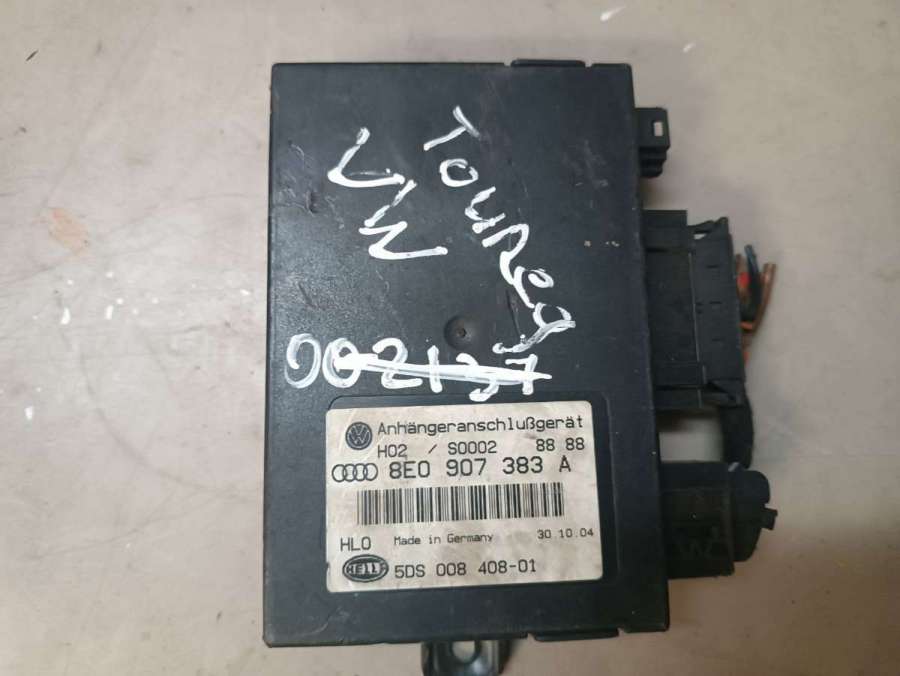 VW
TOUReg
002137
Anhängeranschlußgerät
H02 / S0002 88 88
8E0 907 383 A
HLO Made in Germany 30.10.04
HELLA 5DS 008 408-01